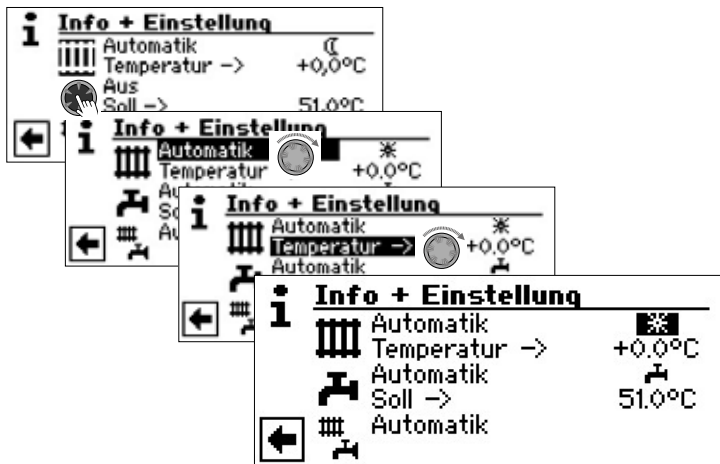 Info + Einstellung
Automatik
Temperatur -> +0,0°C
Aus
Soll -> 51.0°C
Info + Einstellung
Automatik
Temperatur +0.0°C
Info + Einstellung
Automatik
Temperatur -> +0.0°C
Automatik
Info + Einstellung
Automatik
Temperatur -> +0.0°C
Automatik
Soll -> 51.0°C
Automatik